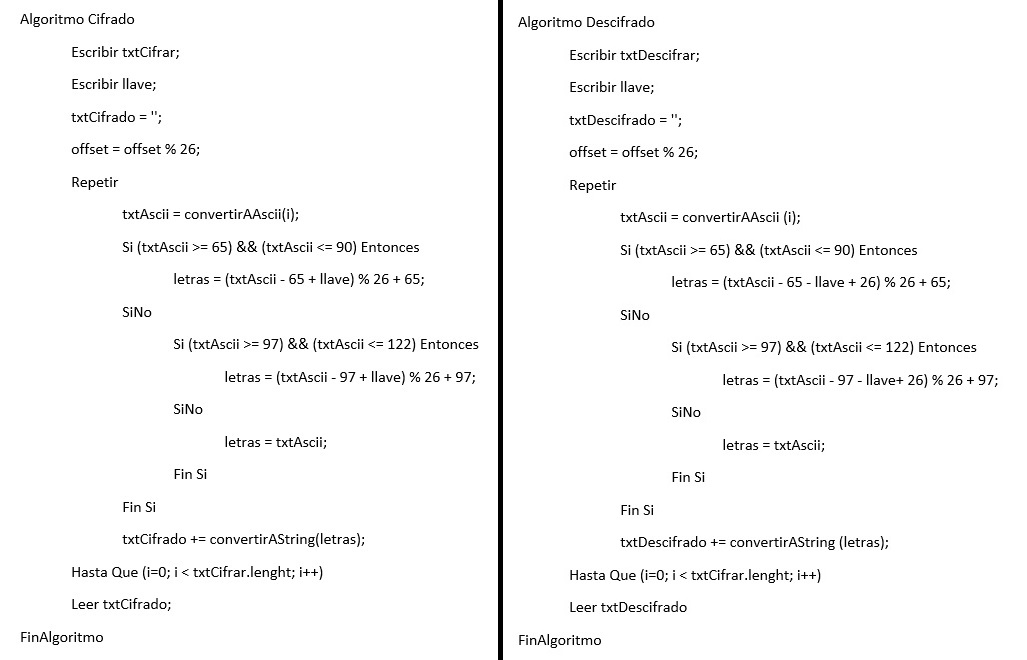 Algoritmo Cifrado
Escribir txtCifrar;
Escribir llave;
txtCifrado = '';
offset = offset % 26;
Repetir
txtAscii = convertirAAscii(i);
Si (txtAscii >= 65) && (txtAscii <= 90) Entonces
letras = (txtAscii - 65 + llave) % 26 + 65;
SiNo
Si (txtAscii >= 97) && (txtAscii <= 122) Entonces
letras = (txtAscii - 97 + llave) % 26 + 97;
SiNo
letras = txtAscii;
Fin Si
Fin Si
txtCifrado += convertirAString(letras);
Hasta Que (i=0; i < txtCifrar.lenght; i++)
Leer txtCifrado;
FinAlgoritmo
Algoritmo Descifrado
Escribir txtDescifrar;
Escribir llave;
txtDescifrado = '';
offset = offset % 26;
Repetir
txtAscii = convertirAAscii (i);
Si (txtAscii >= 65) && (txtAscii <= 90) Entonces
letras = (txtAscii - 65 - llave + 26) % 26 + 65;
SiNo
Si (txtAscii >= 97) && (txtAscii <= 122) Entonces
letras = (txtAscii - 97 - llave+ 26) % 26 + 97;
SiNo
letras = txtAscii;
Fin Si
Fin Si
txtDescifrado += convertirAString (letras);
Hasta Que (i=0; i < txtCifrar.lenght; i++)
Leer txtDescifrado
FinAlgoritmo